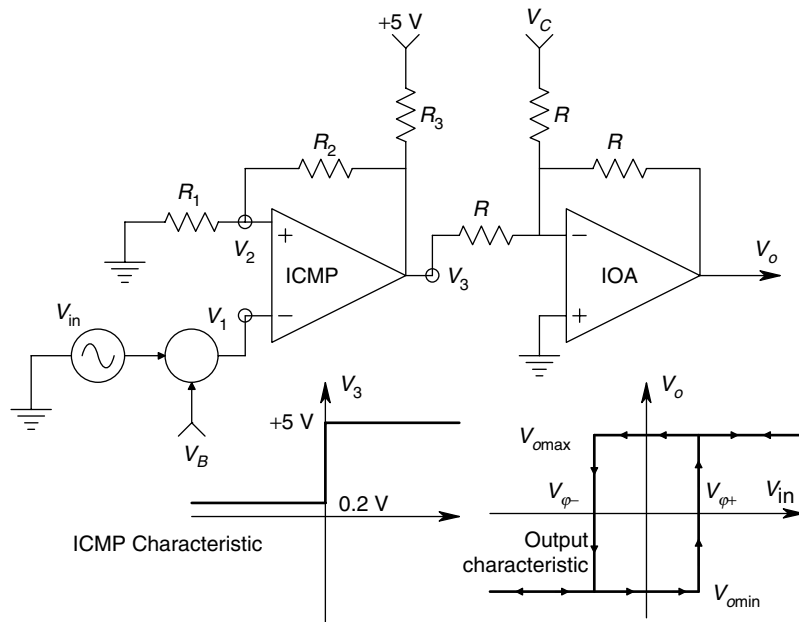 +5 V
V_C
R_3
R
R_2
R
R_1
R
+
−
V_2
ICMP
V_3
IOA
V_o
V_1
−
+
V_in
V_B
V_3
+5 V
0.2 V
ICMP Characteristic
V_o
V_omax
V_φ−
V_φ+
V_in
Output
characteristic
V_omin